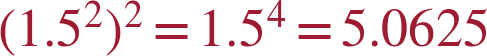 (1.5²)² = 1.5⁴ = 5.0625